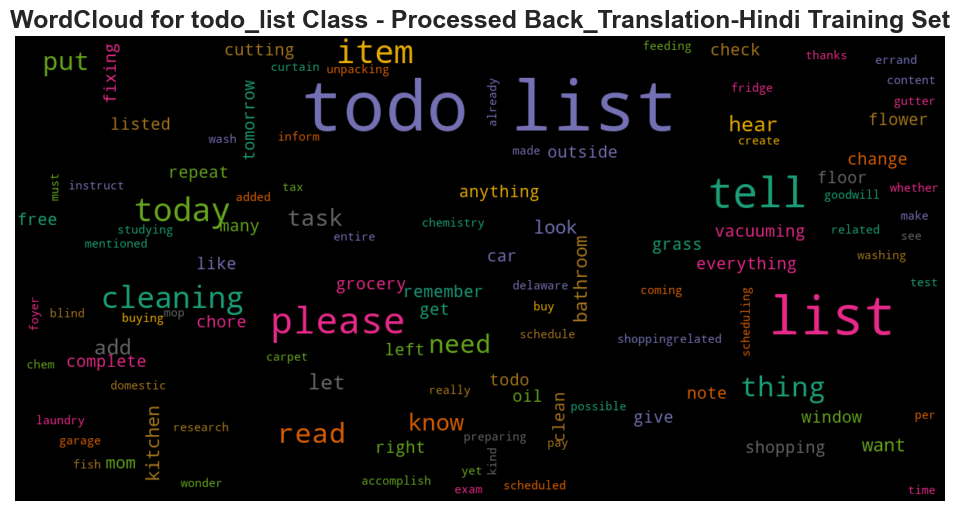 WordCloud for todo_list Class - Processed Back_Translation-Hindi Training Set
put
fixing
cutting
curtain
item
unpacking
feeding
check
thanks
errand
content
fridge
gutter
todo list
already
listed
wash
tomorrow
inform
hear
create
flower
made
outside
change
must
instruct
repeat
added
tax
anything
tell
floor
goodwill
whether
free
today
studying
many
mentioned
task
entire
chemistry
look
vacuuming
related
make
see
grass
washing
like
car
bathroom
everything
cleaning
grocery
remember
get
delaware
coming
test
foyer
blind
buying
mop
chore
please
buy
schedule
shoppingrelated
scheduling
list
add
complete
chem
carpet
left
need
domestic
let
really
todo
oil
possible
note
thing
laundry
garage
fish
mom
kitchen
research
read
know
right
preparing
clean
pay
give
window
per
shopping
want
wonder
accomplish
yet
kind
exam
scheduled
time